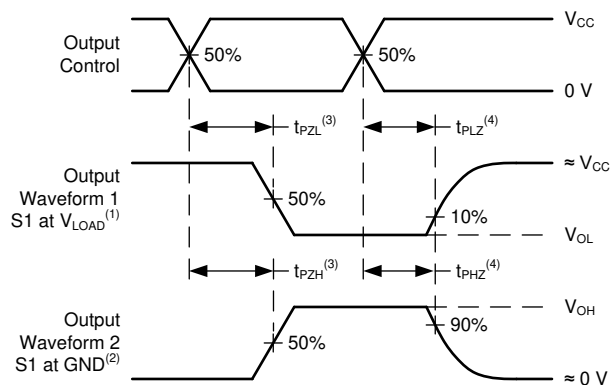 V_CC
Output
Control
50%
50%
0 V
t_PZL^(3)
t_PLZ^(4)
≈ V_CC
Output
Waveform 1
S1 at V_LOAD^(1)
50%
10%
V_OL
t_PZH^(3)
t_PHZ^(4)
V_OH
Output
Waveform 2
S1 at GND^(2)
50%
90%
≈ 0 V